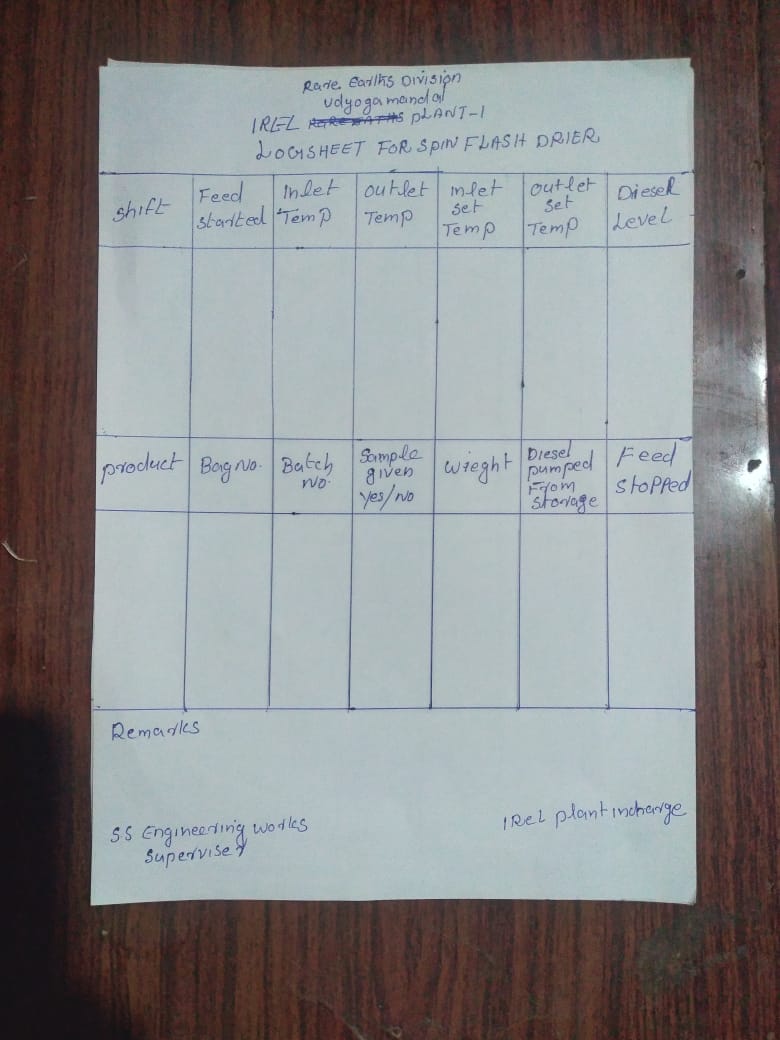 Rare Earths Division
Udyogamandal
IREL PLANT-1
LOGSHEET FOR SPIN FLASH DRIER
Shift
Feed
Started
Inlet
Temp
Outlet
Temp
Inlet
Set
Temp
Outlet
Set
Temp
Diesel
Level
Product
Bag No.
Batch
No.
Sample
given
Yes/No
Wieght
Diesel
pumped
From
Storage
Feed
Stopped
Remarks
S.S Engineering Works
Superviser
IREL plant incharge